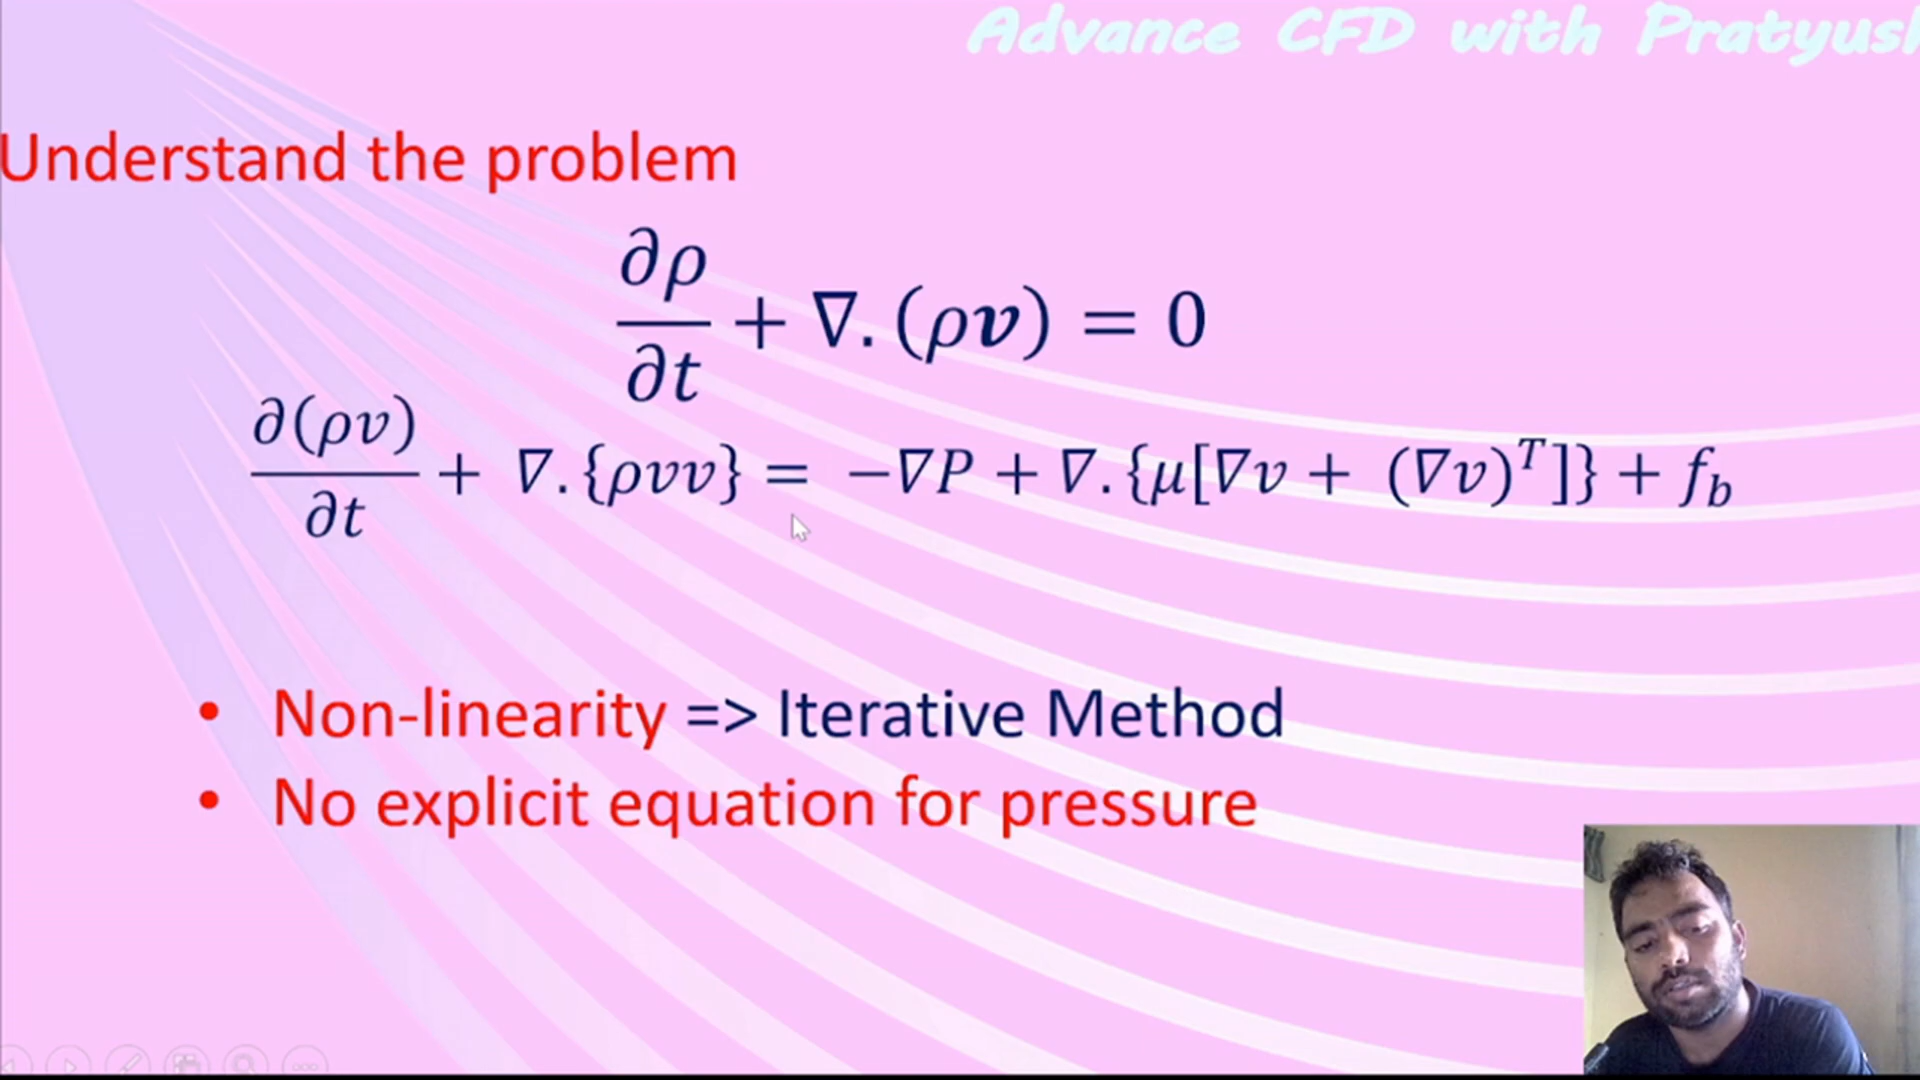 Advance CFD with Pratyush
Understand the problem
∂ρ/∂t + ∇.(ρ𝒗) = 0
∂(ρv)/∂t + ∇.{ρvv} = −∇P + ∇.{μ[∇v + (∇v)ᵀ]} + f_b
• Non-linearity => Iterative Method
• No explicit equation for pressure